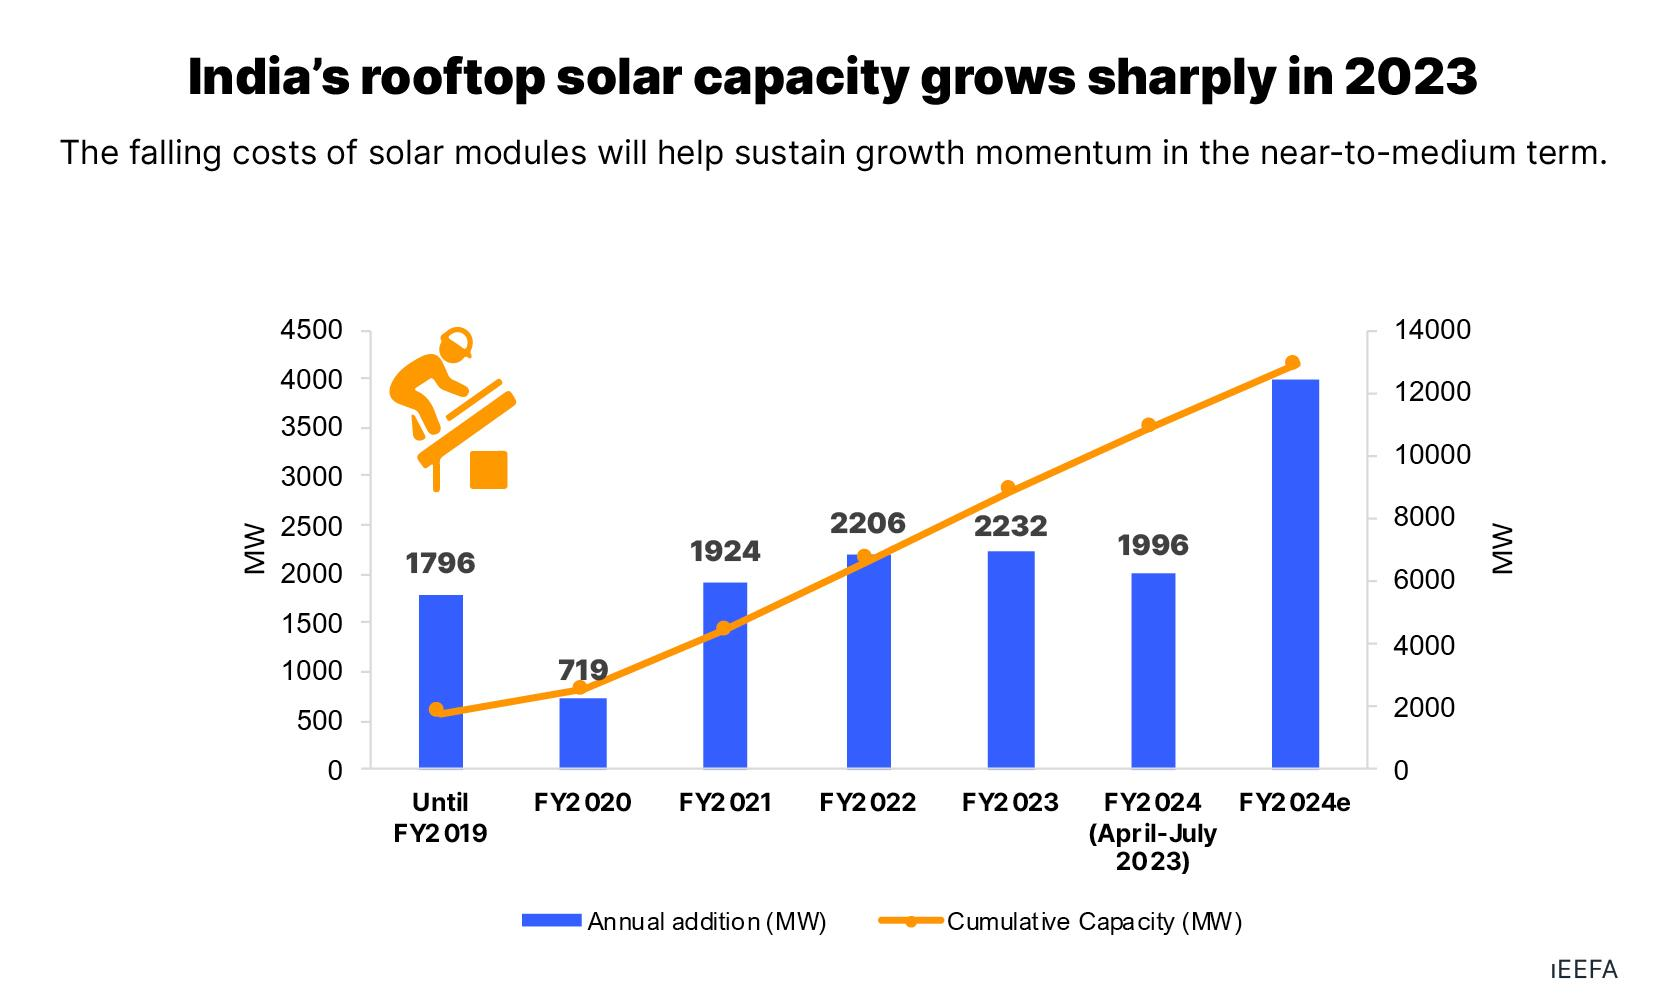 India’s rooftop solar capacity grows sharply in 2023
The falling costs of solar modules will help sustain growth momentum in the near-to-medium term.
4500
4000
3500
3000
2500
2000
1500
1000
500
0
MW
1796
719
1924
2206
2232
1996
14000
12000
10000
8000
6000
4000
2000
0
MW
Until
FY2019
FY2020
FY2021
FY2022
FY2023
FY2024
(April-July
2023)
FY2024e
Annual addition (MW)
Cumulative Capacity (MW)
IEEFA